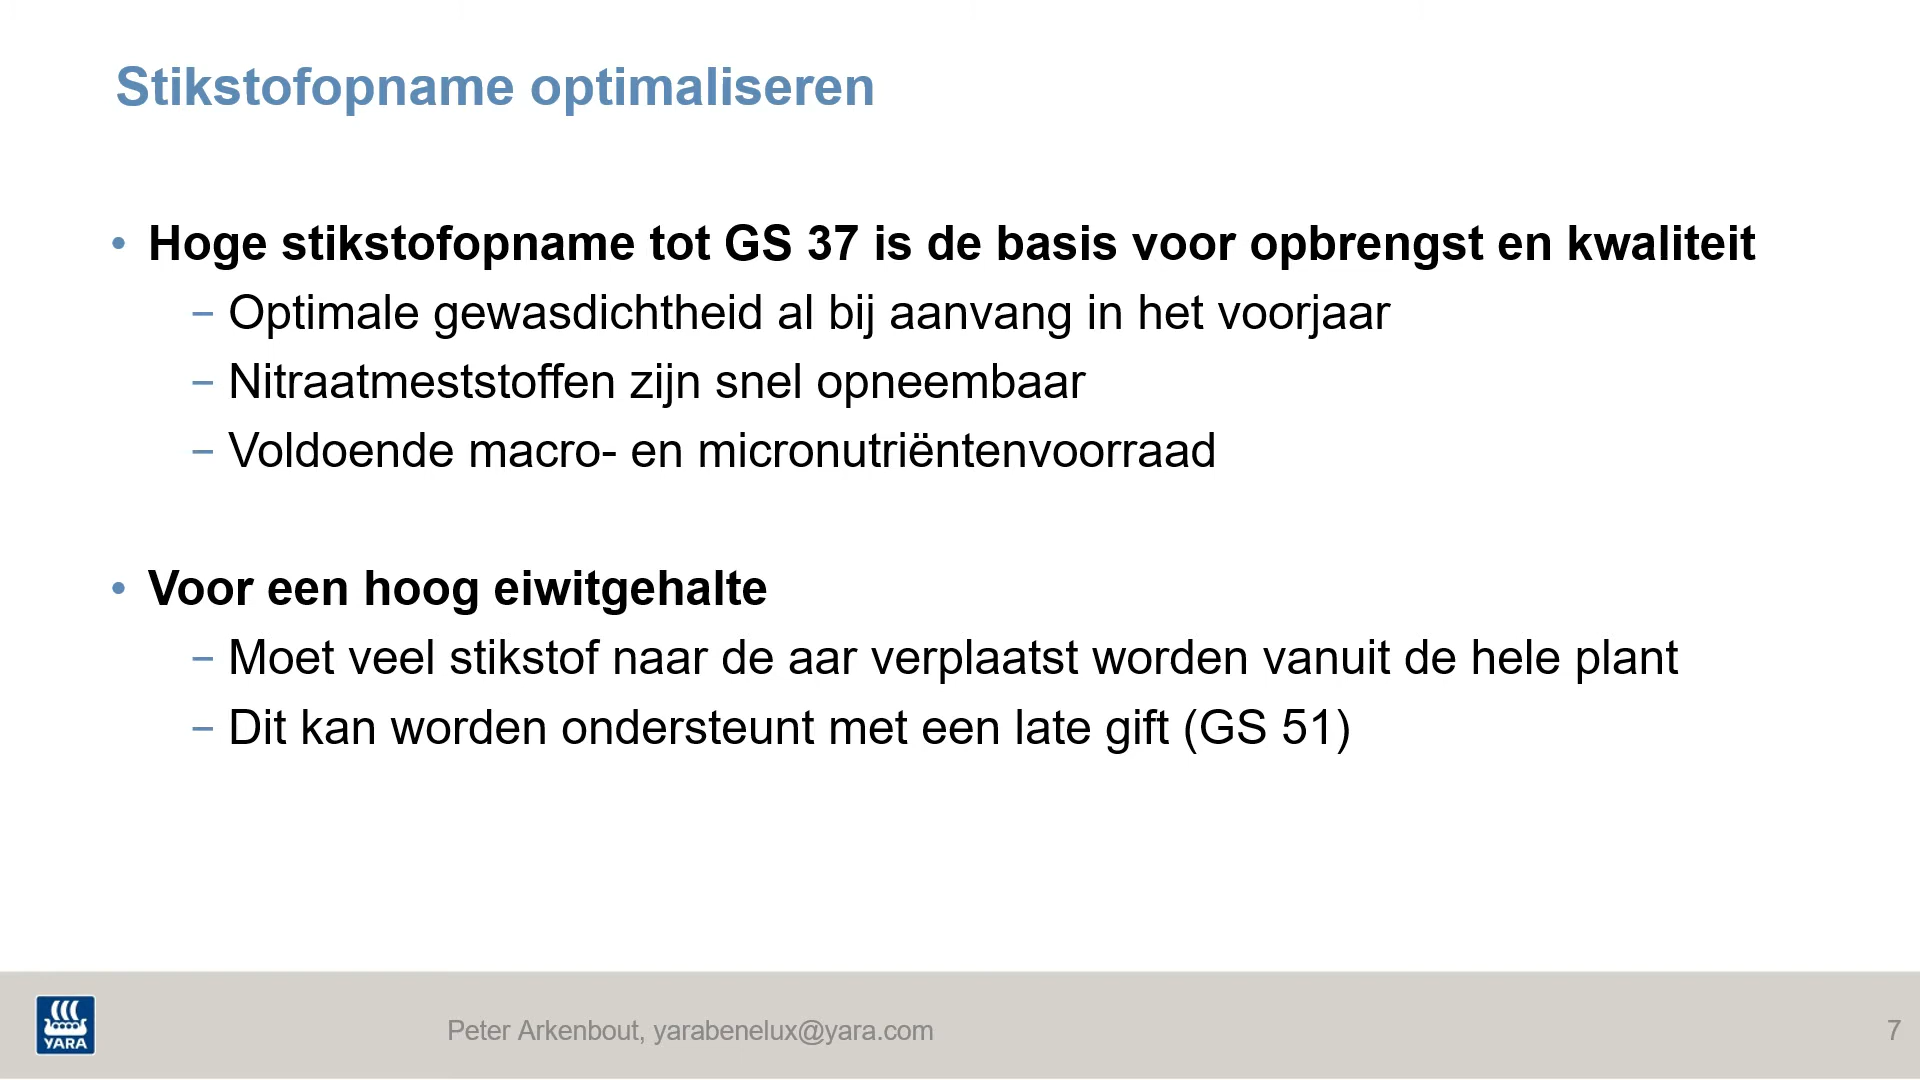 Stikstofopname optimaliseren
• Hoge stikstofopname tot GS 37 is de basis voor opbrengst en kwaliteit
− Optimale gewasdichtheid al bij aanvang in het voorjaar
− Nitraatmeststoffen zijn snel opneembaar
− Voldoende macro- en micronutriëntenvoorraad
• Voor een hoog eiwitgehalte
− Moet veel stikstof naar de aar verplaatst worden vanuit de hele plant
− Dit kan worden ondersteunt met een late gift (GS 51)
YARA
Peter Arkenbout, yarabenelux@yara.com
7